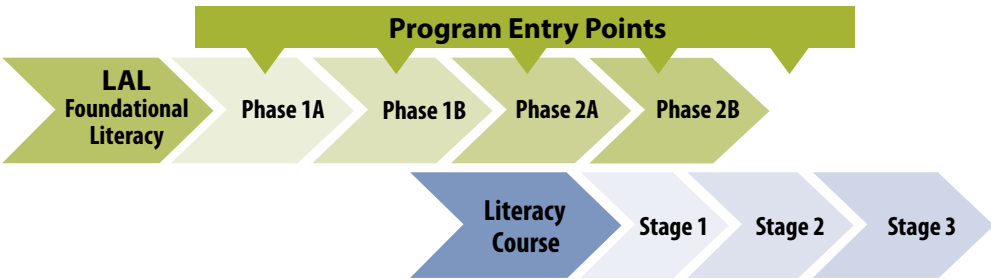 Program Entry Points
LAL
Foundational
Literacy
Phase 1A
Phase 1B
Phase 2A
Phase 2B
Literacy
Course
Stage 1
Stage 2
Stage 3